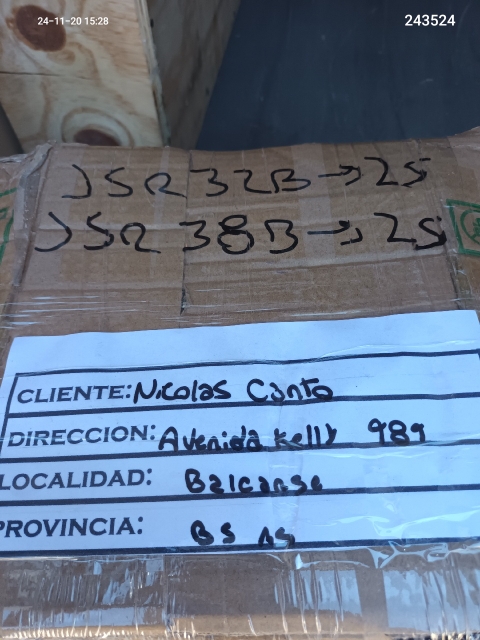 24-11-20 15:28
243524
JSR 32B → 25
JSR 38B → 25
CLIENTE: Nicolas Canto
DIRECCION: Avenida Kelly 989
LOCALIDAD: Balcarse
PROVINCIA: BS AS